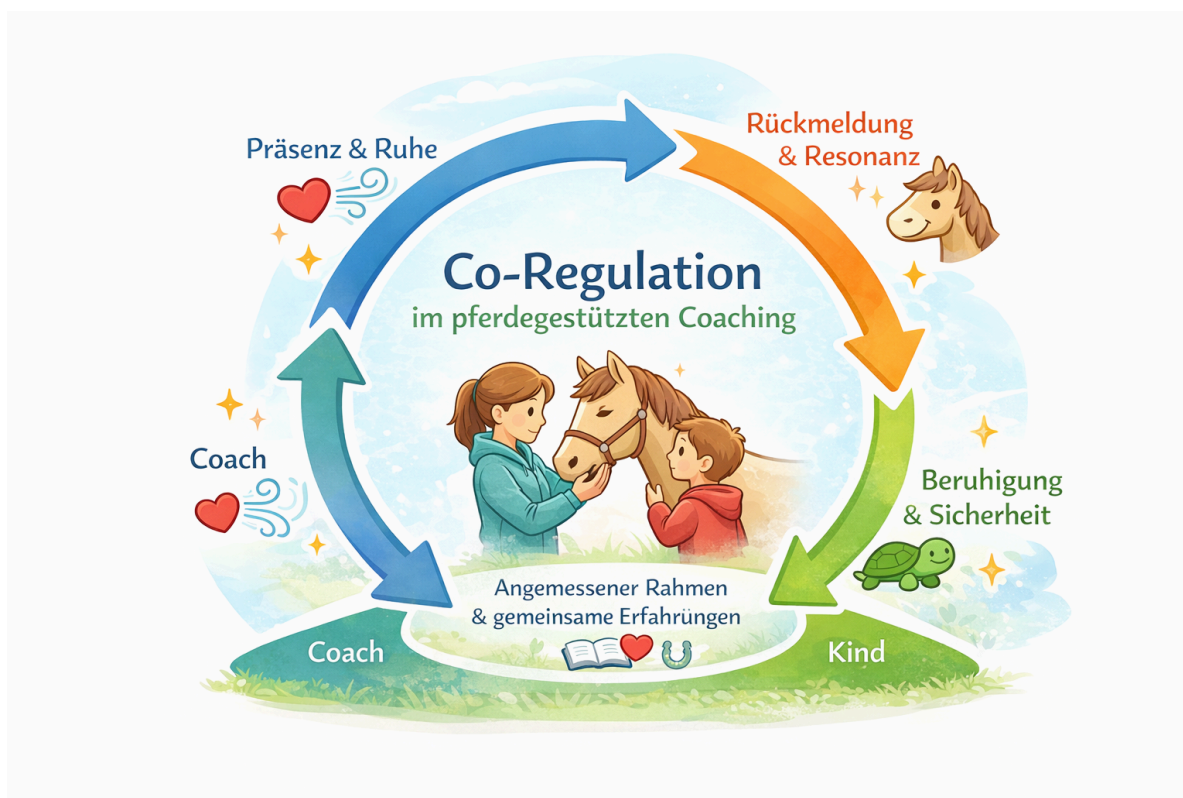 Präsenz & Ruhe
Rückmeldung
& Resonanz
Co-Regulation
im pferdegestützten Coaching
Coach
Beruhigung
& Sicherheit
Angemessener Rahmen
& gemeinsame Erfahrungen
Coach
Kind